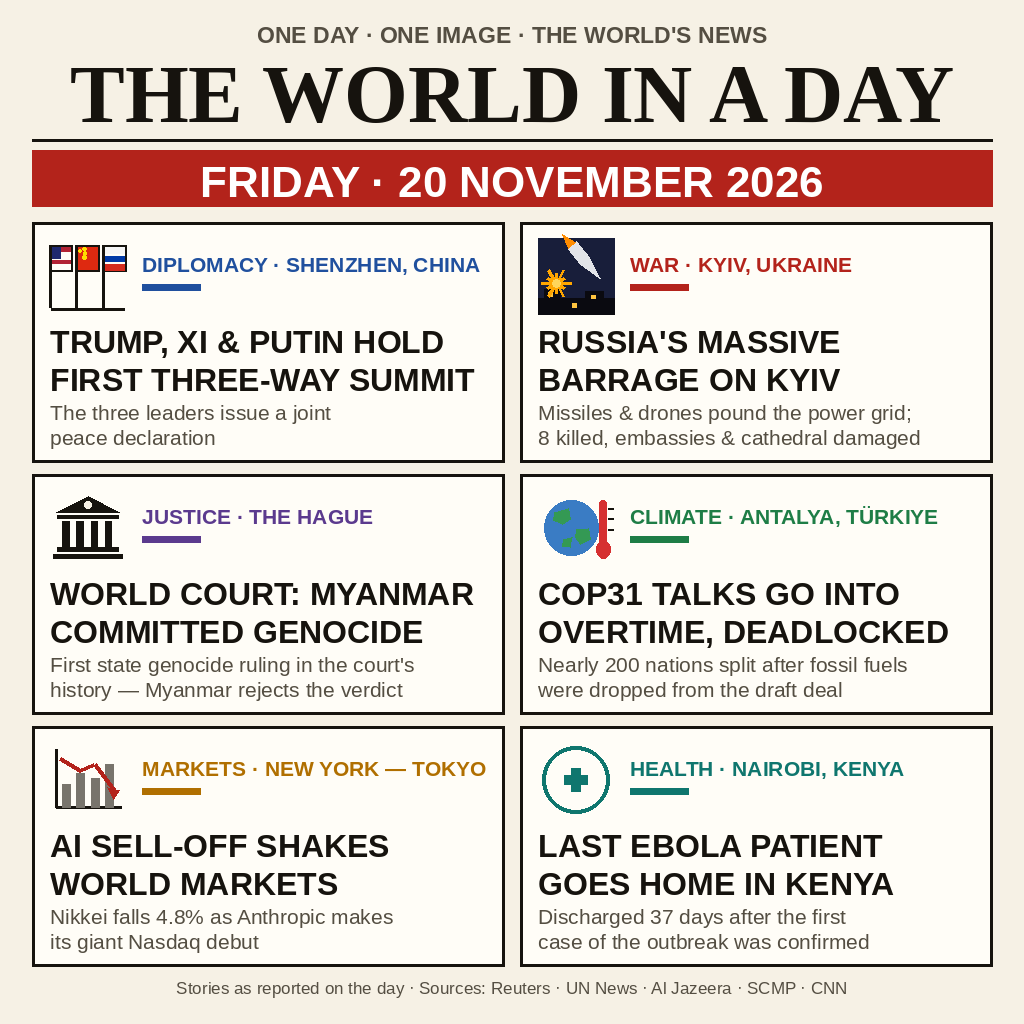 ONE DAY · ONE IMAGE · THE WORLD'S NEWS
THE WORLD IN A DAY
FRIDAY · 20 NOVEMBER 2026
DIPLOMACY · SHENZHEN, CHINA
TRUMP, XI & PUTIN HOLD
FIRST THREE-WAY SUMMIT
The three leaders issue a joint
peace declaration
WAR · KYIV, UKRAINE
RUSSIA'S MASSIVE
BARRAGE ON KYIV
Missiles & drones pound the power grid;
8 killed, embassies & cathedral damaged
JUSTICE · THE HAGUE
WORLD COURT: MYANMAR
COMMITTED GENOCIDE
First state genocide ruling in the court's
history — Myanmar rejects the verdict
CLIMATE · ANTALYA, TÜRKIYE
COP31 TALKS GO INTO
OVERTIME, DEADLOCKED
Nearly 200 nations split after fossil fuels
were dropped from the draft deal
MARKETS · NEW YORK — TOKYO
AI SELL-OFF SHAKES
WORLD MARKETS
Nikkei falls 4.8% as Anthropic makes
its giant Nasdaq debut
HEALTH · NAIROBI, KENYA
LAST EBOLA PATIENT
GOES HOME IN KENYA
Discharged 37 days after the first
case of the outbreak was confirmed
Stories as reported on the day · Sources: Reuters · UN News · Al Jazeera · SCMP · CNN